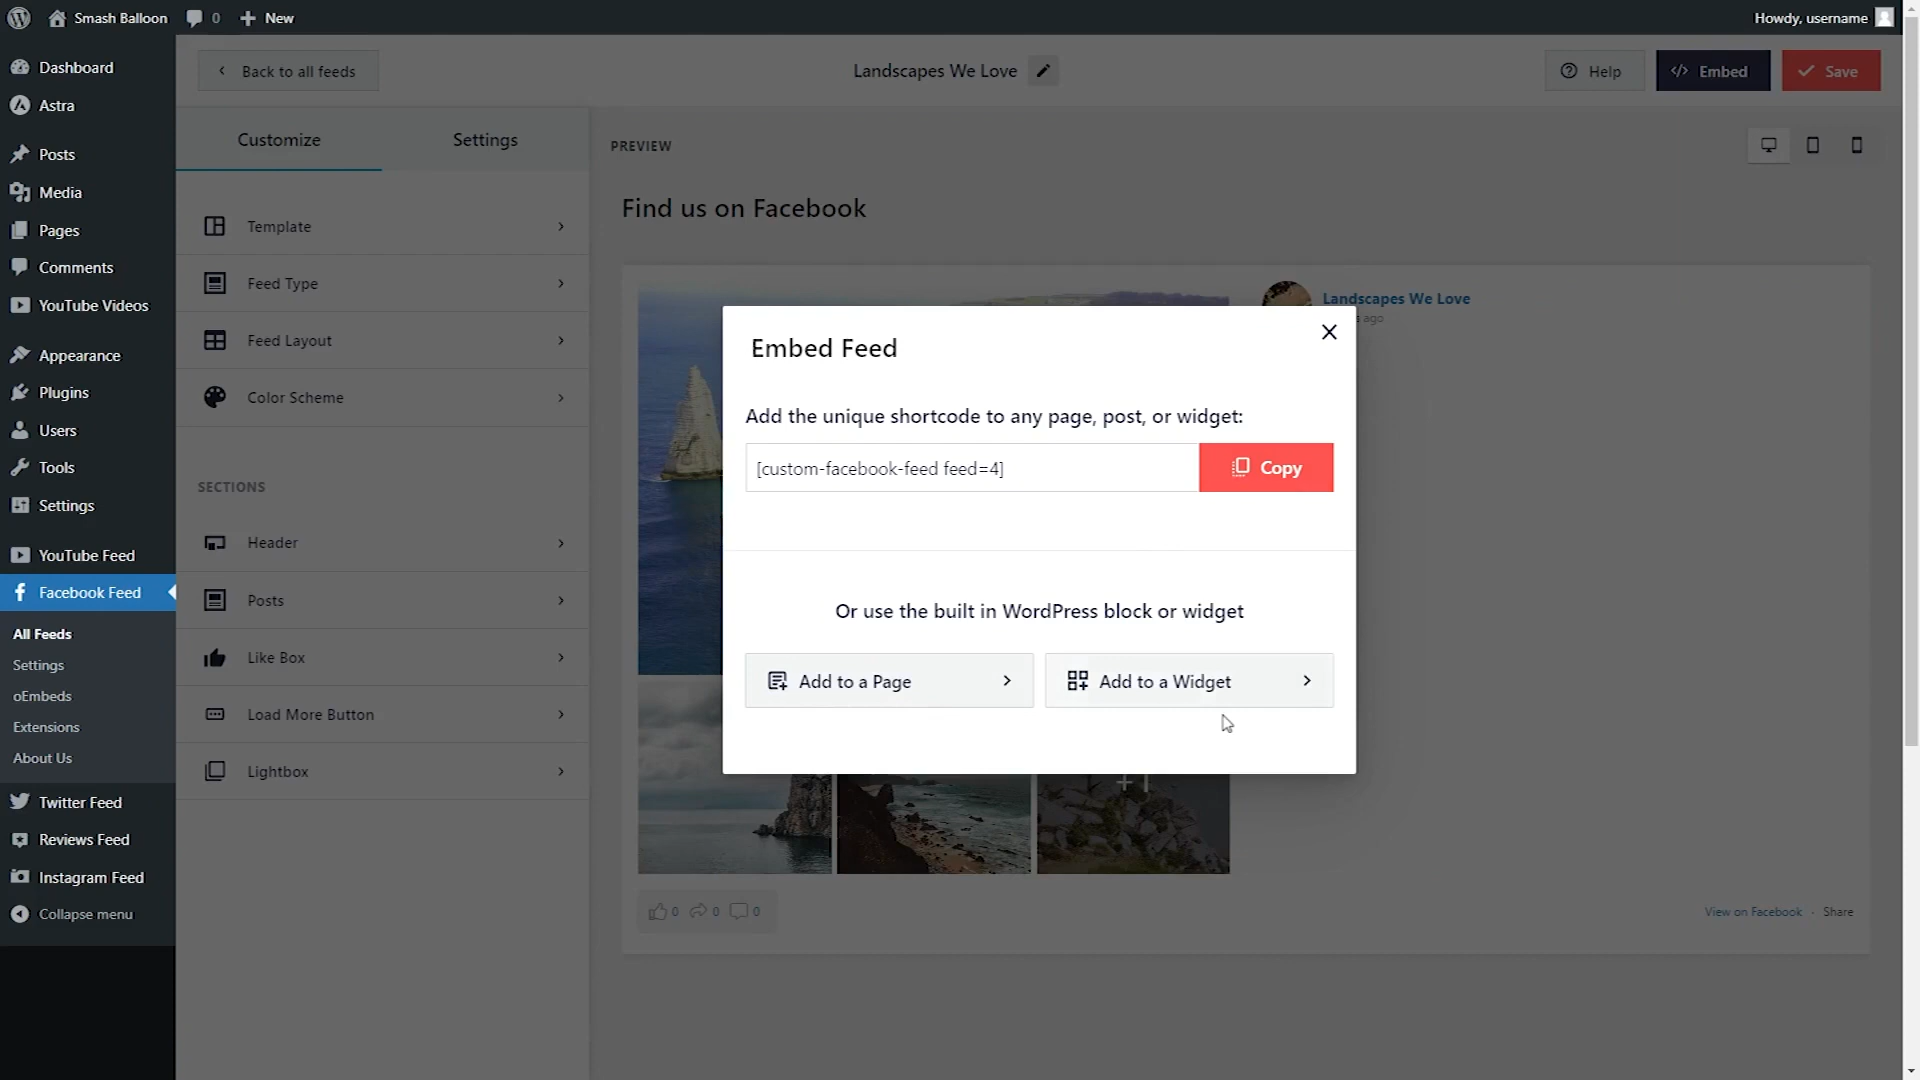 Smash Balloon
0
New
Howdy, username
Dashboard
Astra
Posts
Media
Pages
Comments
YouTube Videos
Appearance
Plugins
Users
Tools
Settings
YouTube Feed
Facebook Feed
All Feeds
Settings
oEmbeds
Extensions
About Us
Twitter Feed
Reviews Feed
Instagram Feed
Collapse menu
Back to all feeds
Landscapes We Love
Help
</> Embed
Save
Customize
Settings
Template
Feed Type
Feed Layout
Color Scheme
SECTIONS
Header
Posts
Like Box
Load More Button
Lightbox
PREVIEW
Find us on Facebook
Landscapes We Love
ago
Embed Feed
Add the unique shortcode to any page, post, or widget:
[custom-facebook-feed feed=4]
Copy
Or use the built in WordPress block or widget
Add to a Page
Add to a Widget
0 0 0
View on Facebook · Share